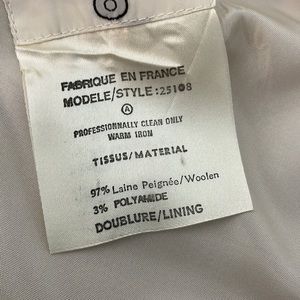 FABRIQUE EN FRANCE
MODELE/STYLE:25108
A
PROFESSIONNALLY CLEAN ONLY
WARM IRON
TISSUS/MATERIAL
97% Laine Peignée/Woolen
3% POLYAMIDE
DOUBLURE/LINING